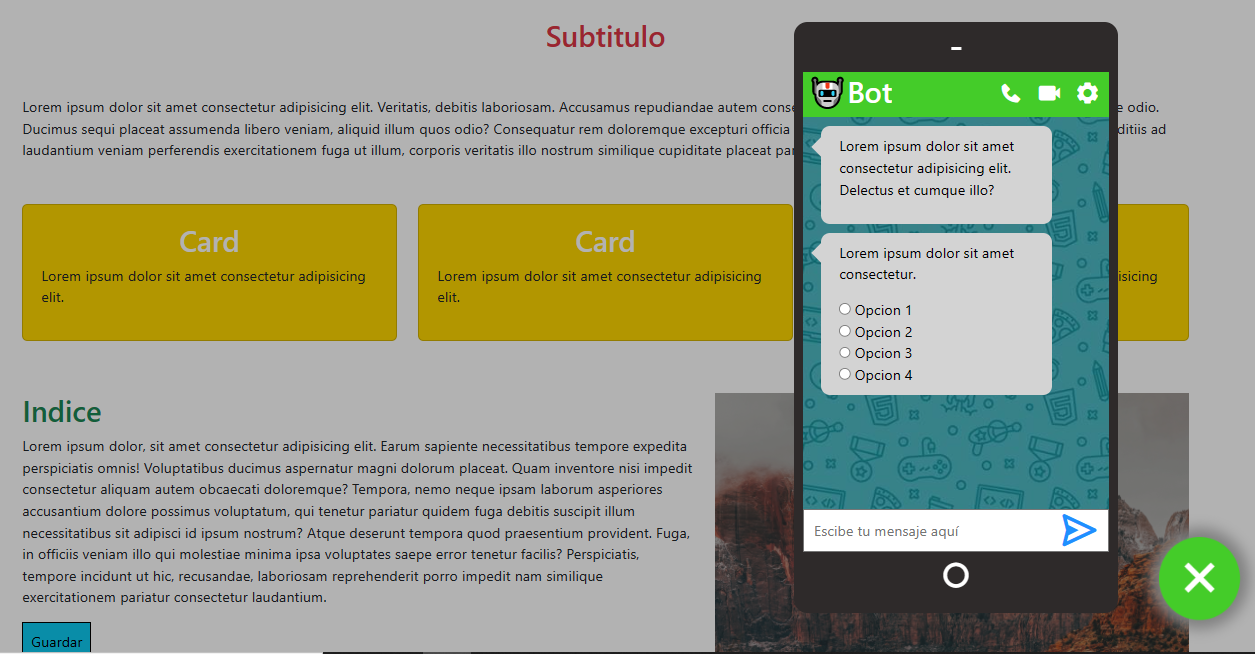 Subtitulo
Lorem ipsum dolor sit amet consectetur adipisicing elit. Veritatis, debitis laboriosam. Accusamus repudiandae autem odio.
Ducimus sequi placeat assumenda libero veniam, aliquid illum quos odio? Consequatur rem doloremque excepturi officia ad
laudantium veniam perferendis exercitationem fuga ut illum, corporis veritatis illo nostrum similique cupiditate placeat
Card
Lorem ipsum dolor sit amet consectetur adipisicing
elit.
Card
Lorem ipsum dolor sit amet consectetur adipisicing
elit.
Indice
Lorem ipsum dolor, sit amet consectetur adipisicing elit. Earum sapiente necessitatibus tempore expedita
perspiciatis omnis! Voluptatibus ducimus aspernatur magni dolorum placeat. Quam inventore nisi impedit
consectetur aliquam autem obcaecati doloremque? Tempora, nemo neque ipsam laborum asperiores
accusantium dolore possimus voluptatum, qui tenetur pariatur quidem fuga debitis suscipit illum
necessitatibus sit adipisci id ipsum nostrum? Atque deserunt tempora quod praesentium provident. Fuga,
in officiis veniam illo qui molestiae minima ipsa voluptates saepe error tenetur facilis? Perspiciatis,
tempore incidunt ut hic, recusandae, laboriosam reprehenderit porro impedit nam similique
exercitationem pariatur consectetur laudantium.
Guardar
Bot
Lorem ipsum dolor sit amet
consectetur adipisicing elit.
Delectus et cumque illo?
Lorem ipsum dolor sit amet
consectetur.
Opcion 1
Opcion 2
Opcion 3
Opcion 4
Escibe tu mensaje aquí